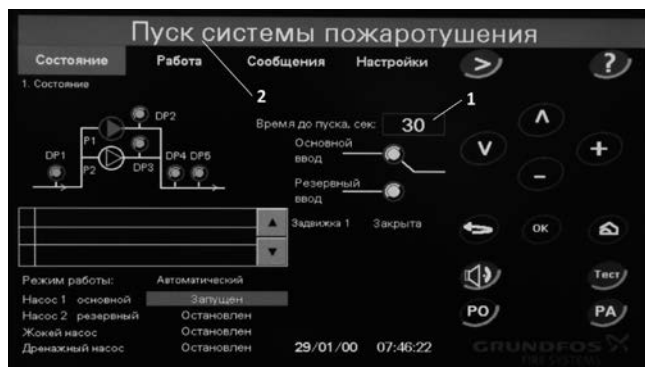 Пуск системы пожаротушения
Состояние Работа Сообщения Настройки > ?
1. Состояние
2
1
DP2
Время до пуска, сек: 30
P1
Основной ввод
DP1 P2 DP3 DP4 DP5
Резервный ввод
Задвижка 1 Закрыта
OK
Режим работы: Автоматический
Тест
Насос 1 основной Запущен
Насос 2 резервный Остановлен
PO PA
Жокей насос Остановлен
Дренажный насос Остановлен 29/01/00 07:46:22
GRUNDFOS
FIRE SYSTEMS